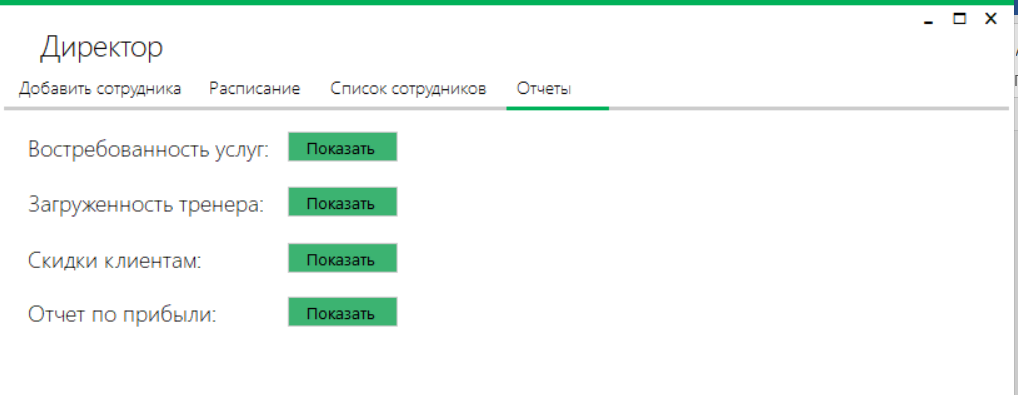 Директор
Добавить сотрудника Расписание Список сотрудников Отчеты
Востребованность услуг: Показать
Загруженность тренера: Показать
Скидки клиентам: Показать
Отчет по прибыли: Показать